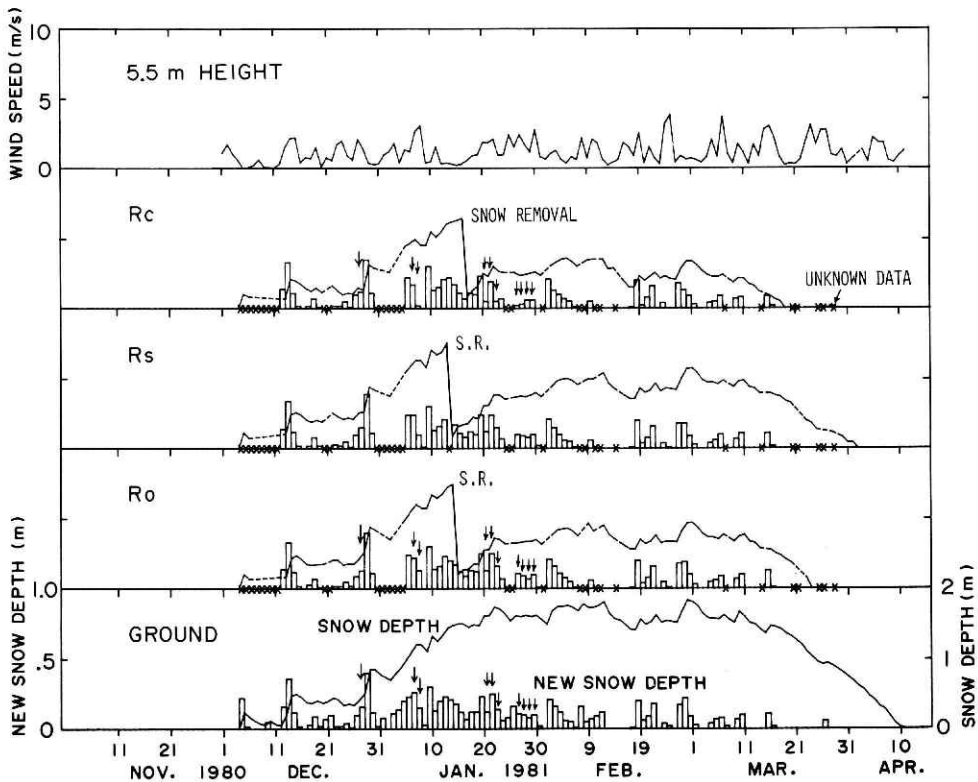 WIND SPEED (m/s)
10
5
0
5.5 m HEIGHT
Rc
SNOW REMOVAL
UNKNOWN DATA
Rs
S.R.
Ro
S.R.
NEW SNOW DEPTH (m)
1.0
.5
0
GROUND
SNOW DEPTH
NEW SNOW DEPTH
2
1
0
SNOW DEPTH (m)
11 21 1 11 21 31 10 20 30 9 19 1 11 21 31 10
NOV. 1980 DEC. JAN. 1981 FEB. MAR. APR.